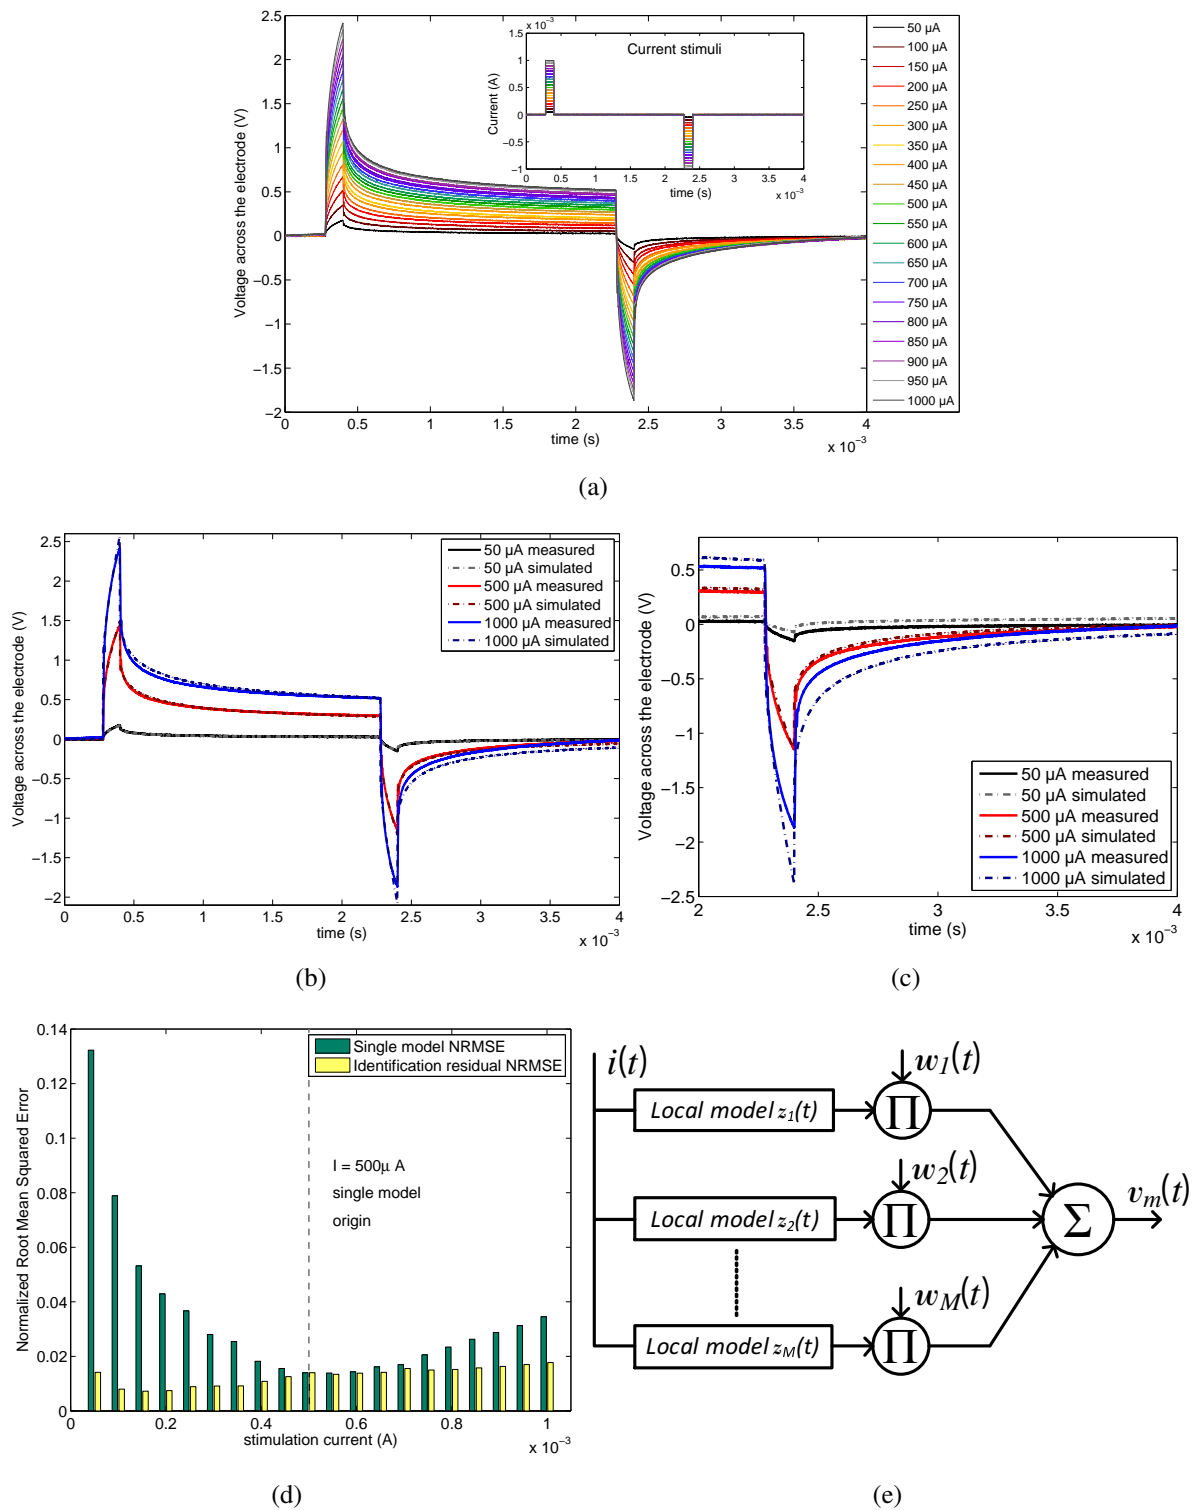 x 10⁻³
Current stimuli
Current (A)
1
0.5
0
−0.5
−1
0 0.5 1 1.5 2 2.5 3 3.5 4
time (s)
x 10⁻³
Voltage across the electrode (V)
2.5
2
1.5
1
0.5
0
−0.5
−1
−1.5
−2
0 0.5 1 1.5 2 2.5 3 3.5 4
time (s)
x 10⁻³
50 µA
100 µA
150 µA
200 µA
250 µA
300 µA
350 µA
400 µA
450 µA
500 µA
550 µA
600 µA
650 µA
700 µA
750 µA
800 µA
850 µA
900 µA
950 µA
1000 µA
(a)
Voltage across the electrode (V)
2.5
2
1.5
1
0.5
0
−0.5
−1
−1.5
−2
0 0.5 1 1.5 2 2.5 3 3.5 4
time (s)
x 10⁻³
50 µA measured
50 µA simulated
500 µA measured
500 µA simulated
1000 µA measured
1000 µA simulated
(b)
Voltage across the electrode (V)
0.5
0
−0.5
−1
−1.5
−2
−2.5
2 2.5 3 3.5 4
time (s)
x 10⁻³
50 µA measured
50 µA simulated
500 µA measured
500 µA simulated
1000 µA measured
1000 µA simulated
(c)
Normalized Root Mean Squared Error
0.14
0.12
0.1
0.08
0.06
0.04
0.02
0
0 0.2 0.4 0.6 0.8 1
stimulation current (A)
x 10⁻³
Single model NRMSE
Identification residual NRMSE
I = 500µ A
single model
origin
(d)
i(t)
Local model z₁(t)
Π
w₁(t)
Local model z₂(t)
Π
w₂(t)
Local model z_M(t)
Π
w_M(t)
Σ
v_m(t)
(e)